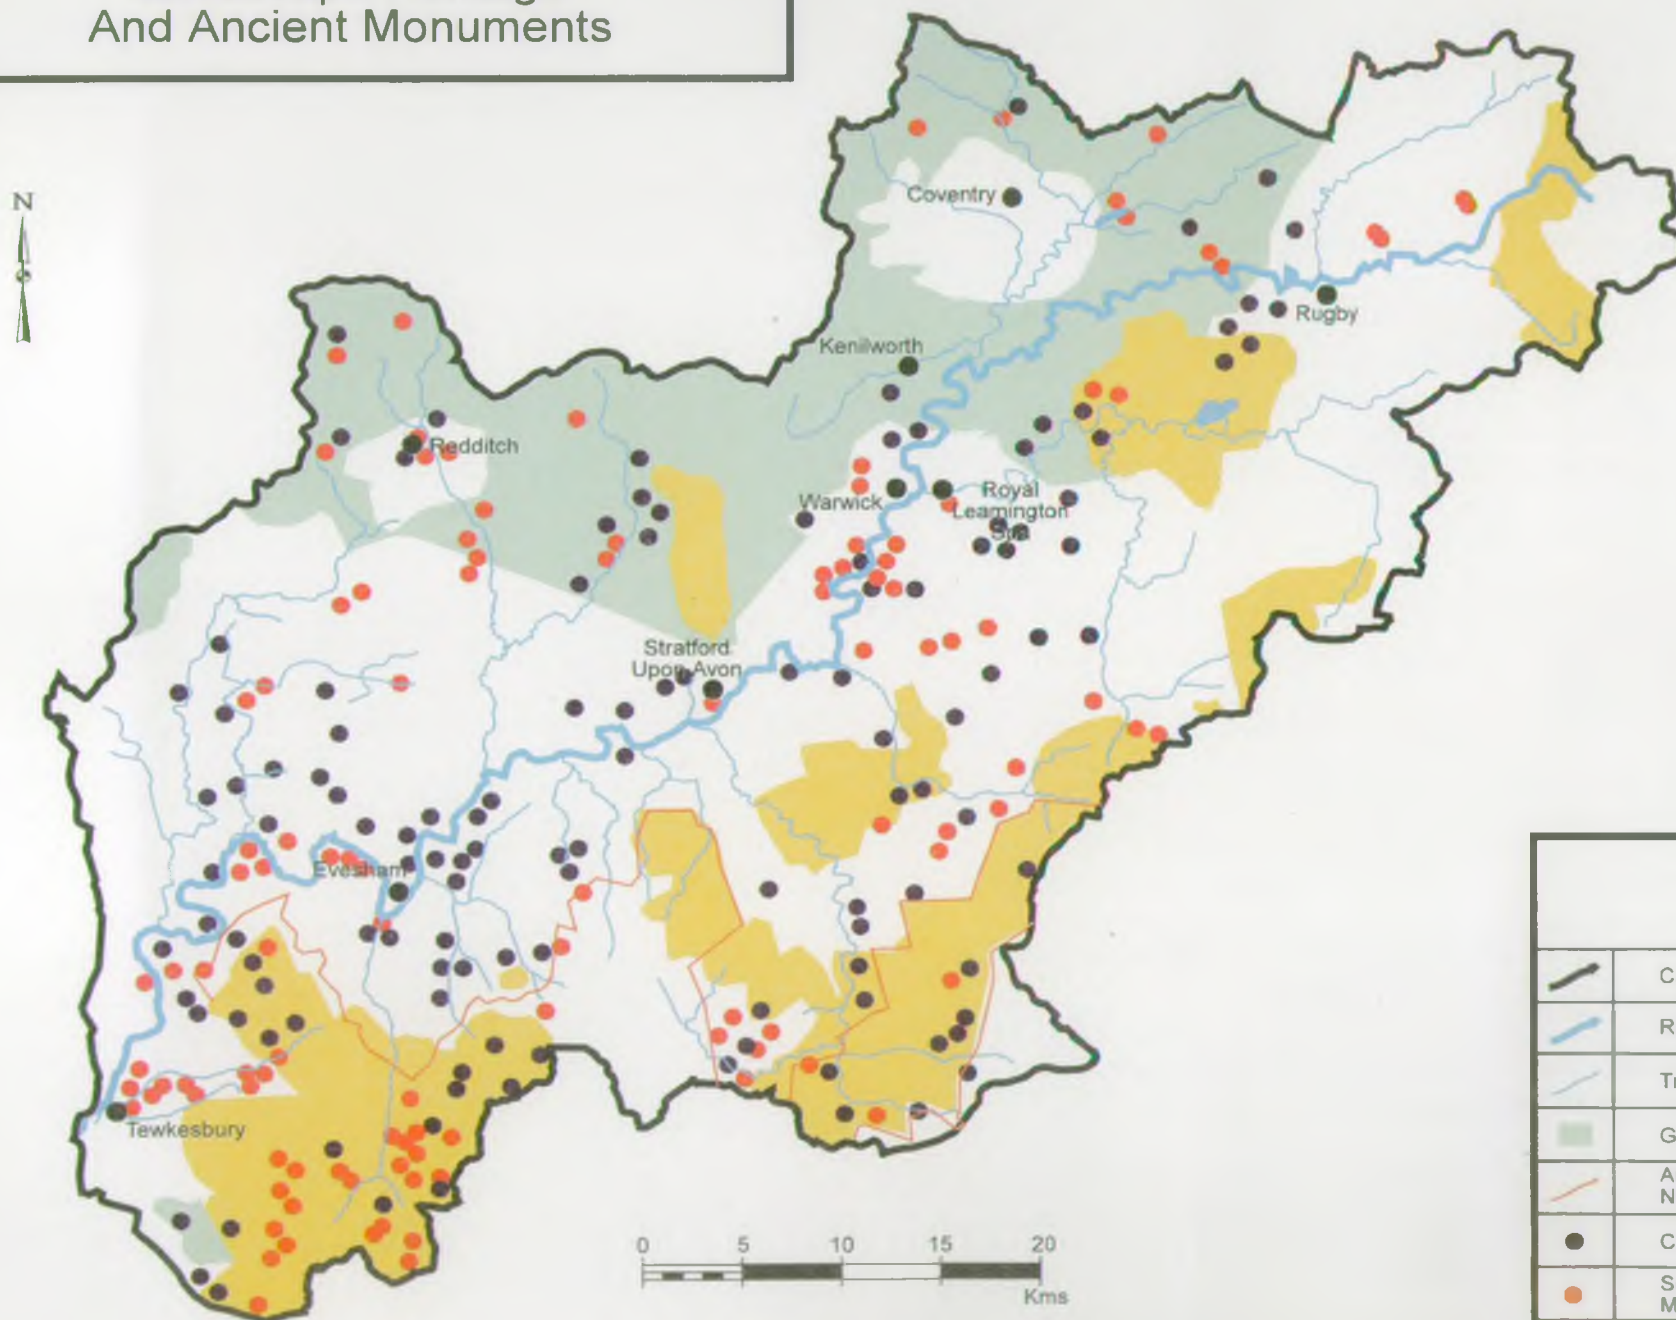 And Ancient Monuments
N
Coventry
Rugby
Kenilworth
Redditch
Warwick
Royal
Leamington
Spa
Stratford
Upon-Avon
Evesham
Tewkesbury
0 5 10 15 20
Kms
C
R
G
A
N
C
S
M